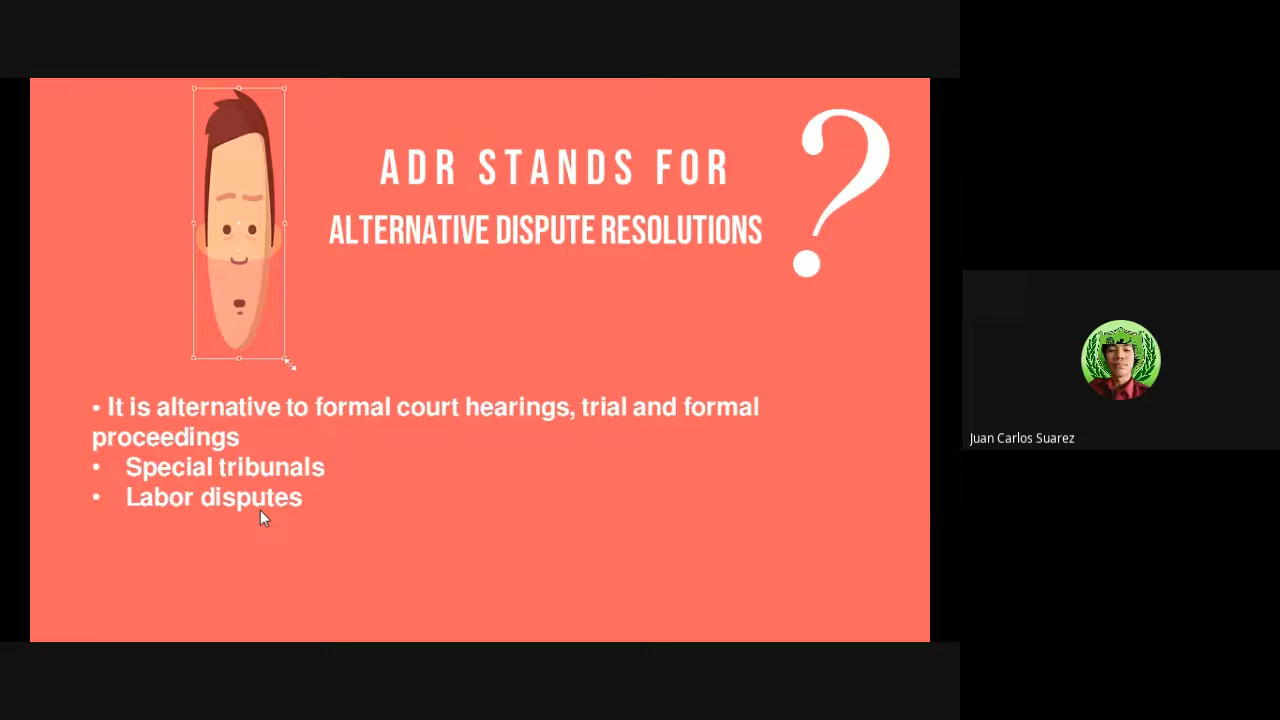 ADR STANDS FOR
ALTERNATIVE DISPUTE RESOLUTIONS
?
• It is alternative to formal court hearings, trial and formal
proceedings
• Special tribunals
• Labor disputes
Juan Carlos Suarez